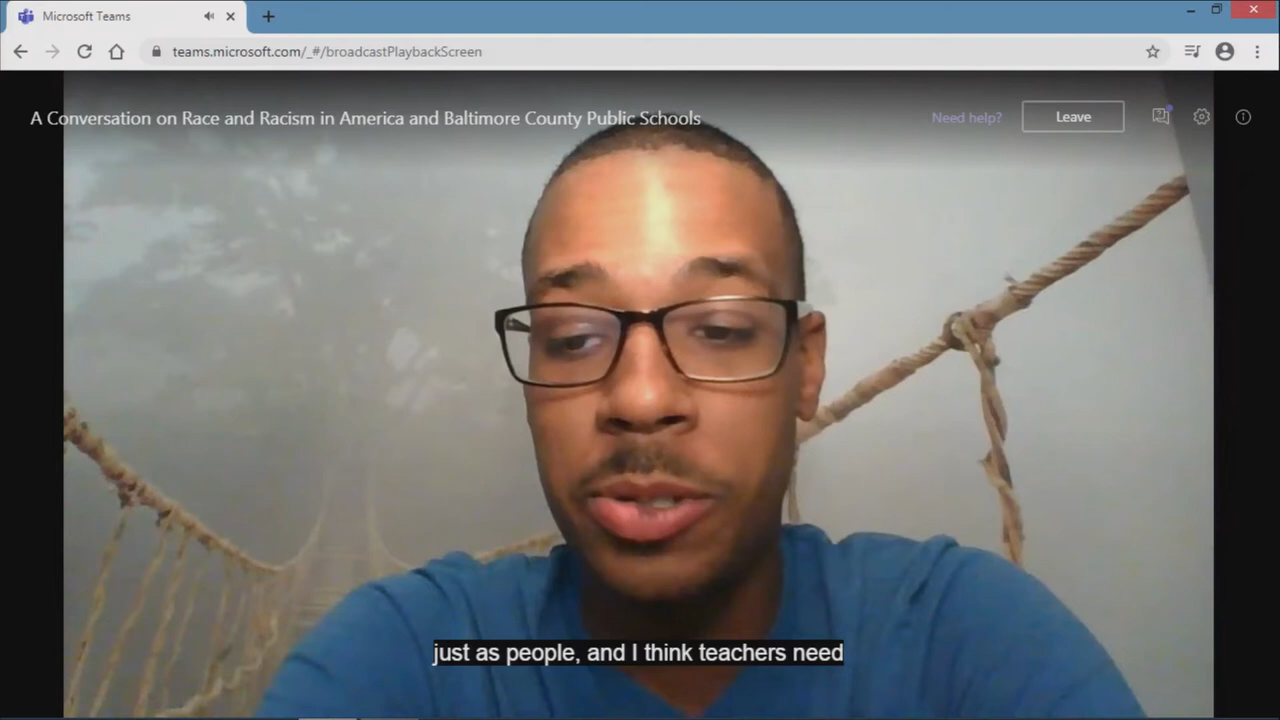 Microsoft Teams
teams.microsoft.com/_#/broadcastPlaybackScreen
A Conversation on Race and Racism in America and Baltimore County Public Schools
Need help?
Leave
just as people, and I think teachers need